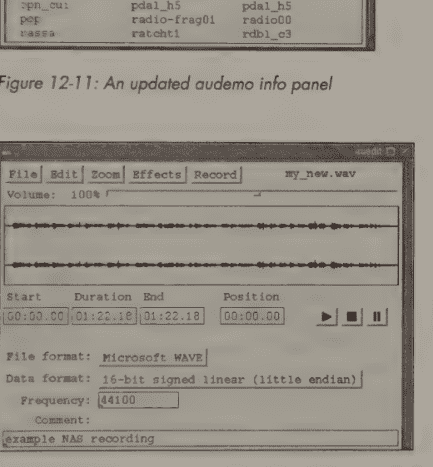 pdal_h5 pdal_h5
pop radio-frag01 radio00
rassa ratcht1 rdbl_c3
Figure 12-11: An updated audemo info panel
File Edit Zoom Effects Record my_new.wav
Volume: 100%
Start Duration End Position
00:00.00 01:22.18 01:22.18 00:00.00
File format: Microsoft WAVE
Data format: 16-bit signed linear (little endian)
Frequency: 44100
Comment:
example NAS recording